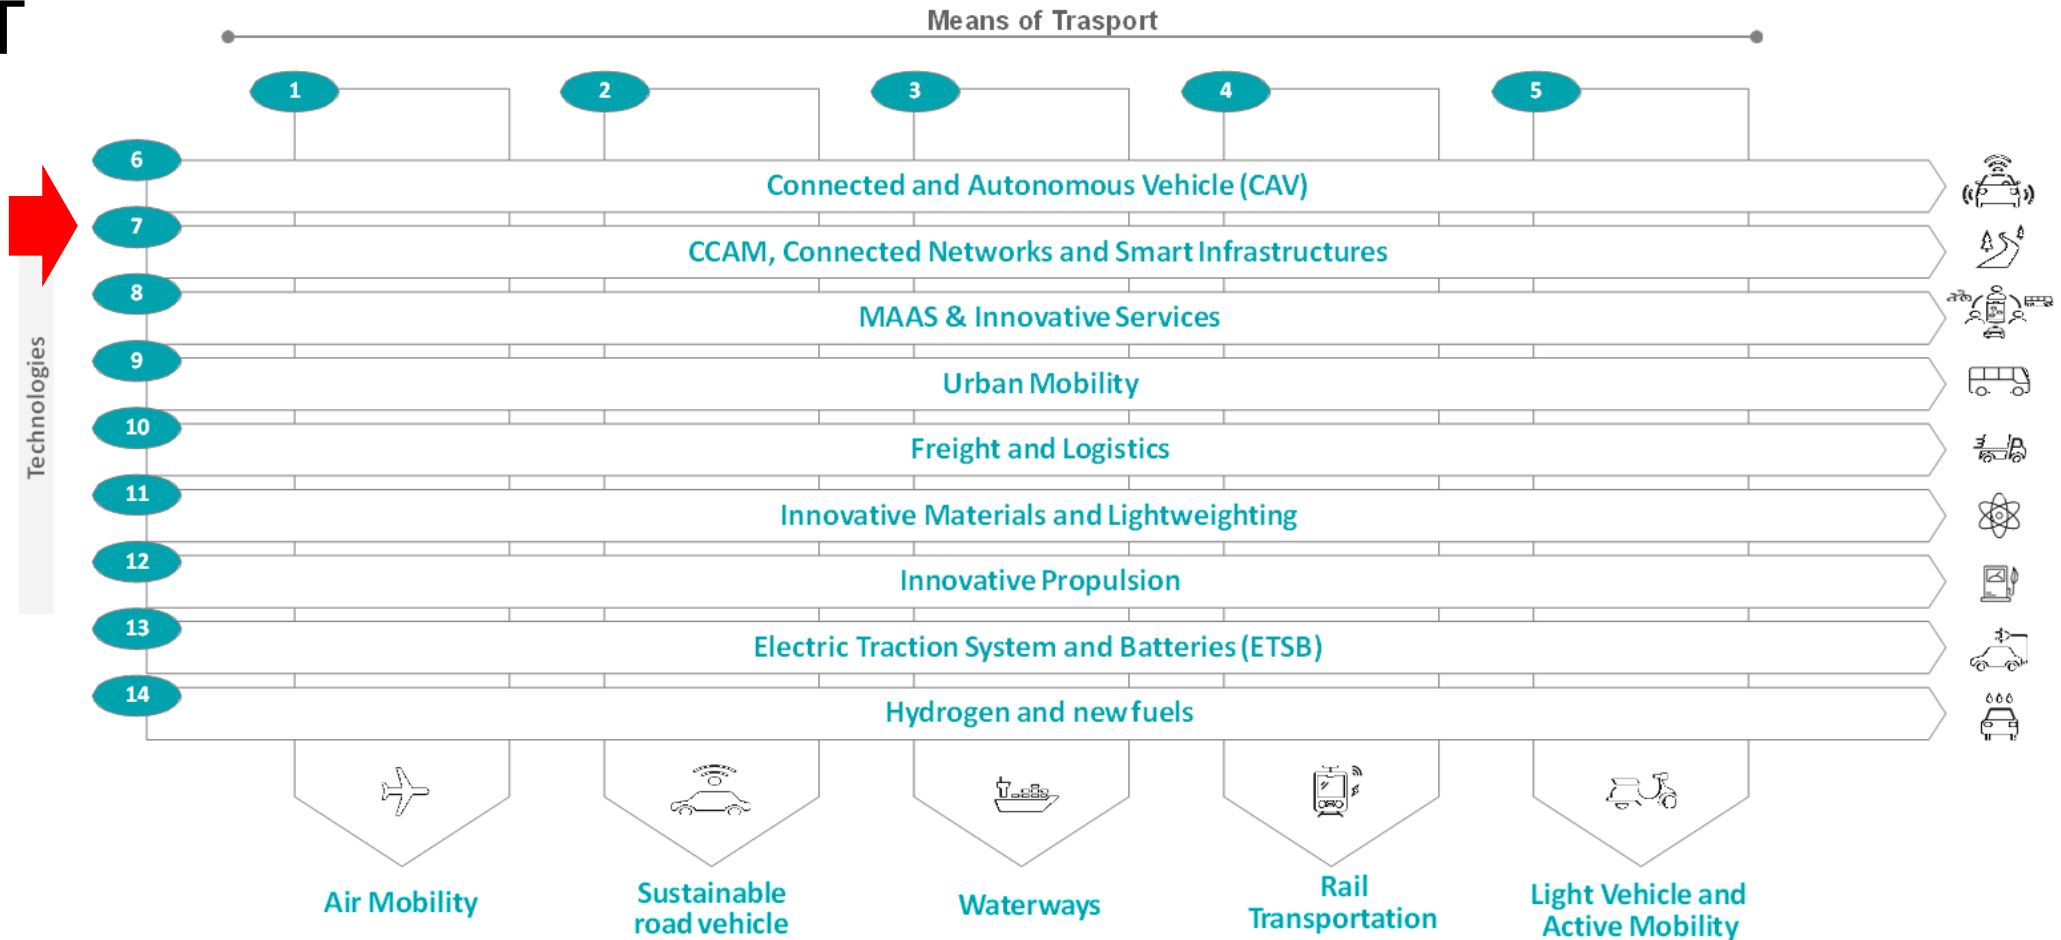 Means of Trasport
1
2
3
4
5
6
Connected and Autonomous Vehicle (CAV)
7
CCAM, Connected Networks and Smart Infrastructures
8
MAAS & Innovative Services
9
Urban Mobility
10
Freight and Logistics
11
Innovative Materials and Lightweighting
12
Innovative Propulsion
13
Electric Traction System and Batteries (ETSB)
14
Hydrogen and new fuels
Technologies
Air Mobility
Sustainable
road vehicle
Waterways
Rail
Transportation
Light Vehicle and
Active Mobility